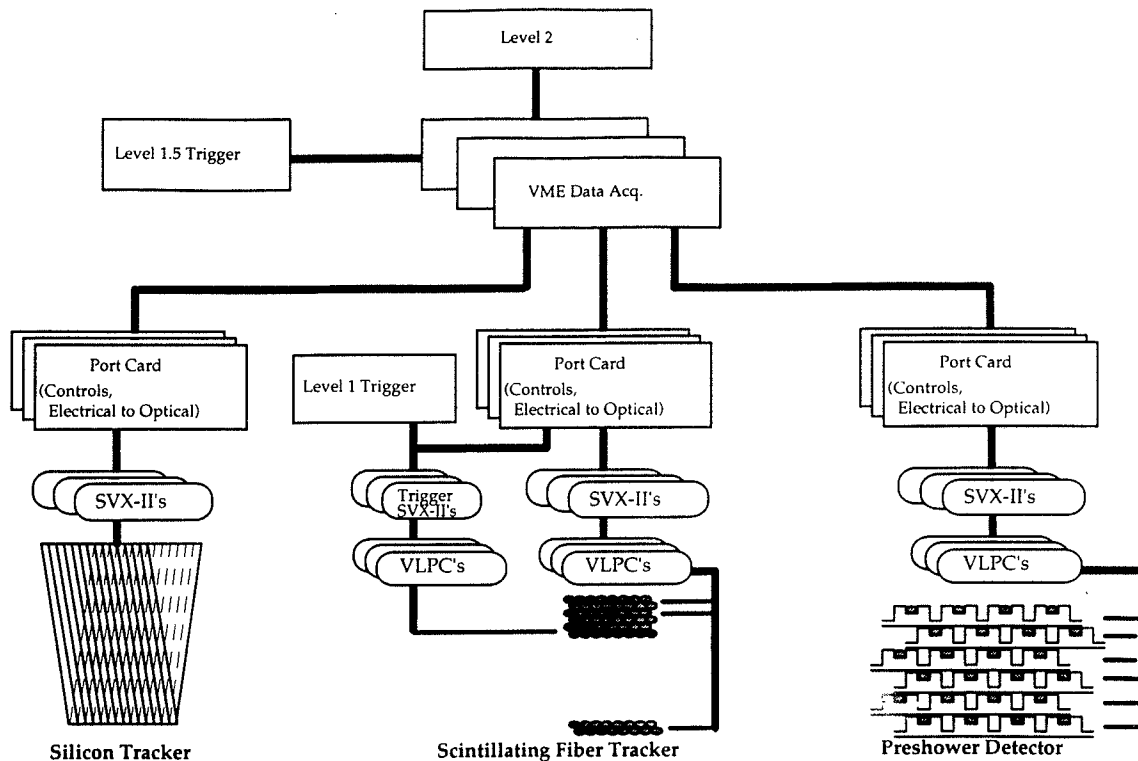 Level 2
Level 1.5 Trigger
VME Data Acq.
Port Card
(Controls,
Electrical to Optical)
Level 1 Trigger
Port Card
(Controls,
Electrical to Optical)
Port Card
(Controls,
Electrical to Optical)
SVX-II's
Trigger
SVX-II's
SVX-II's
SVX-II's
VLPC's
VLPC's
VLPC's
Silicon Tracker
Scintillating Fiber Tracker
Preshower Detector